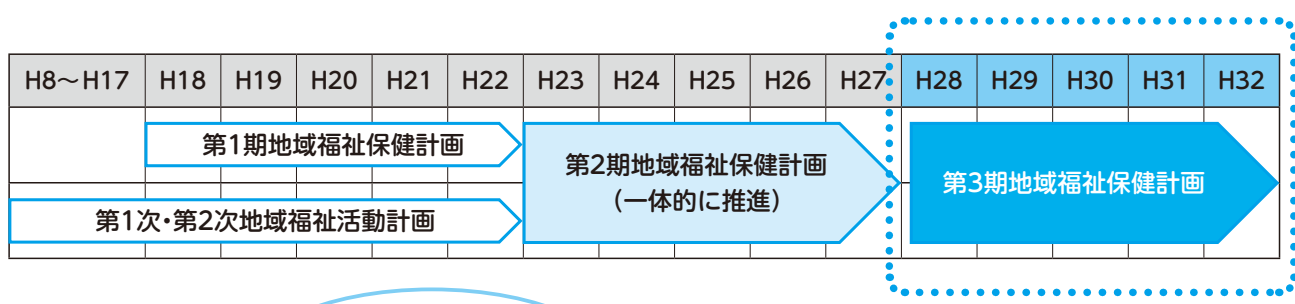 H8～H17 H18 H19 H20 H21 H22 H23 H24 H25 H26 H27 H28 H29 H30 H31 H32
第1期地域福祉保健計画
第1次・第2次地域福祉活動計画
第2期地域福祉保健計画
（一体的に推進）
第3期地域福祉保健計画